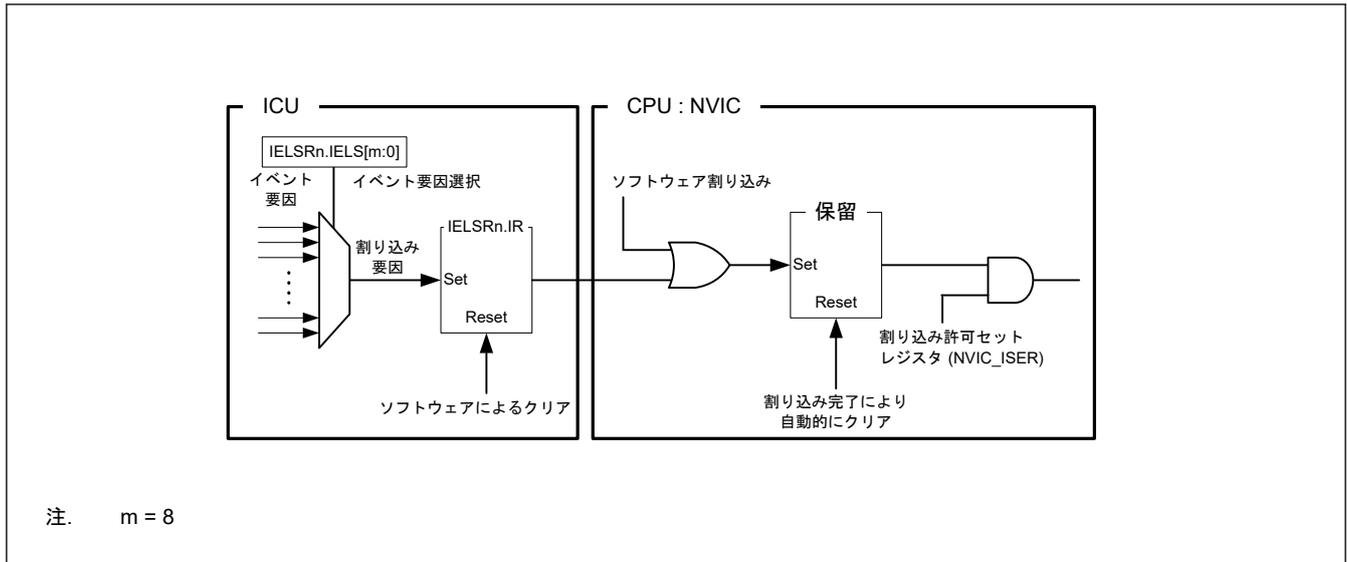 ICU
CPU : NVIC
IELSRn.IELS[m:0]
イベント
要因
イベント要因選択
割り込み
要因
IELSRn.IR
Set
Reset
ソフトウェアによるクリア
ソフトウェア割り込み
保留
Set
Reset
割り込み完了により
自動的にクリア
割り込み許可セット
レジスタ (NVIC_ISER)
注. m = 8